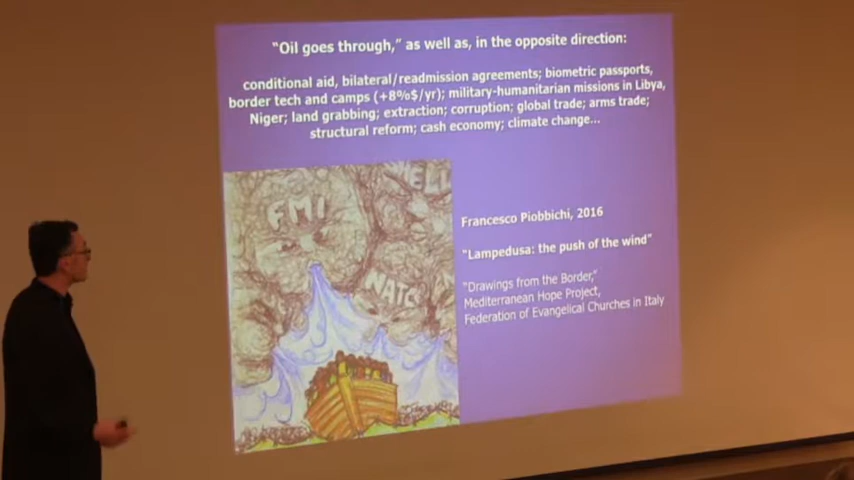 “Oil goes through,” as well as, in the opposite direction:
conditional aid, bilateral/readmission agreements; biometric passports,
border tech and camps (+8%$/yr); military-humanitarian missions in Libya,
Niger; land grabbing; extraction; corruption; global trade; arms trade;
structural reform; cash economy; climate change...
ELL
FMI
NATO
Francesco Piobbichi, 2016
“Lampedusa: the push of the wind”
“Drawings from the Border,”
Mediterranean Hope Project,
Federation of Evangelical Churches in Italy